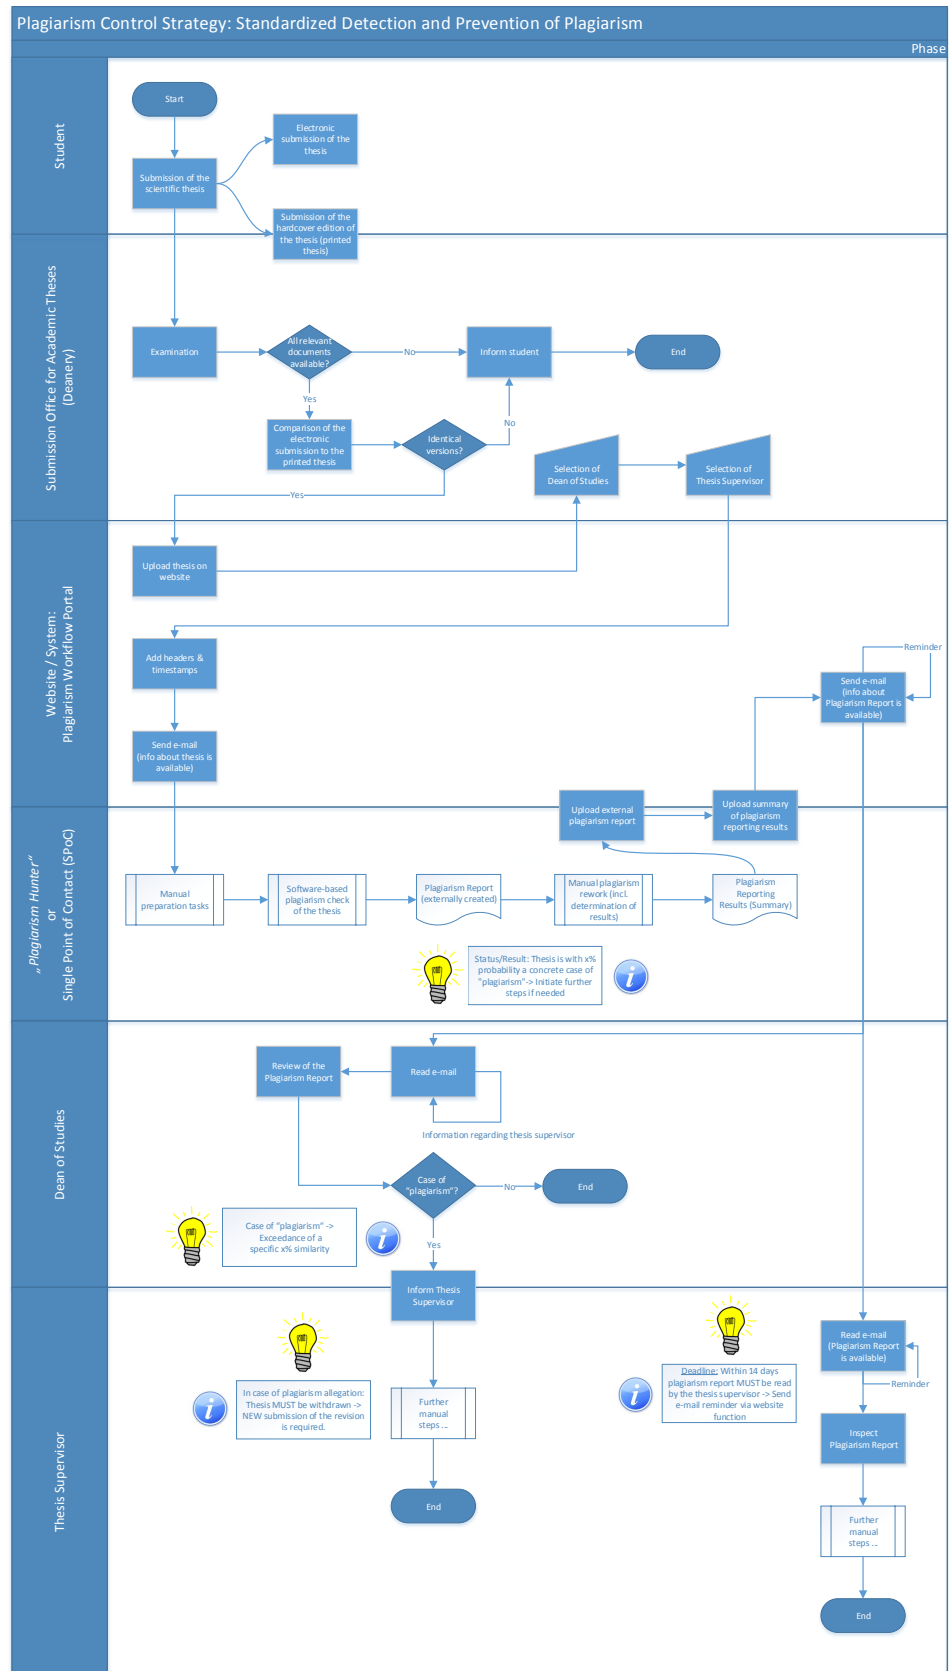 Plagiarism Control Strategy: Standardized Detection and Prevention of Plagiarism
Phase
Student
Start
Submission of the
scientific thesis
Electronic
submission of the
thesis
Submission of the
hardcover edition of
the thesis (printed
thesis)
Submission Office for Academic Theses
(Deanery)
Examination
All relevant
documents
available?
No
Inform student
End
Yes
Comparison of the
electronic
submission to the
printed thesis
Identical
versions?
No
Yes
Selection of
Dean of Studies
Selection of
Thesis Supervisor
Website / System:
Plagiarism Workflow Portal
Upload thesis on
website
Add headers &
timestamps
Send e-mail
(info about thesis is
available)
Reminder
Send e-mail
(info about
Plagiarism Report is
available)
„Plagiarism Hunter“
or
Single Point of Contact (SPoC)
Upload external
plagiarism report
Upload summary
of plagiarism
reporting results
Manual
preparation tasks
Software-based
plagiarism check
of the thesis
Plagiarism Report
(externally created)
Manual plagiarism
rework (incl.
determination of
results)
Plagiarism
Reporting
Results (Summary)
Status/Result: Thesis is with x%
probability a concrete case of
"plagiarism"-> Initiate further
steps if needed
i
Dean of Studies
Review of the
Plagiarism Report
Read e-mail
Information regarding thesis supervisor
Case of
"plagiarism"?
No
End
Yes
Case of "plagiarism" ->
Exceedance of a
specific x% similarity
i
Thesis Supervisor
Inform Thesis
Supervisor
i
In case of plagiarism allegation:
Thesis MUST be withdrawn ->
NEW submission of the revision
is required.
Further
manual
steps ...
End
i
Deadline: Within 14 days
plagiarism report MUST be read
by the thesis supervisor -> Send
e-mail reminder via website
function
Read e-mail
(Plagiarism Report
is available)
Reminder
Inspect
Plagiarism Report
Further
manual
steps ...
End